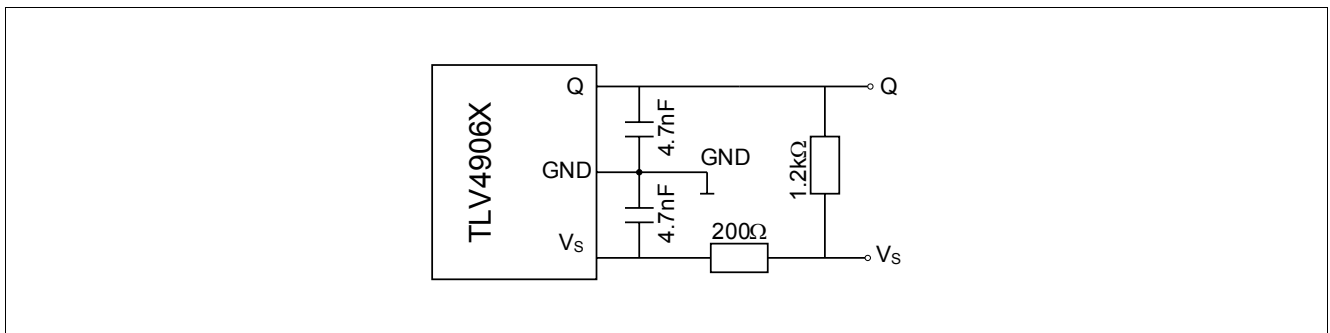 TLV4906X
Q
GND
VS
4.7nF
4.7nF
GND
200Ω
1.2kΩ
Q
VS